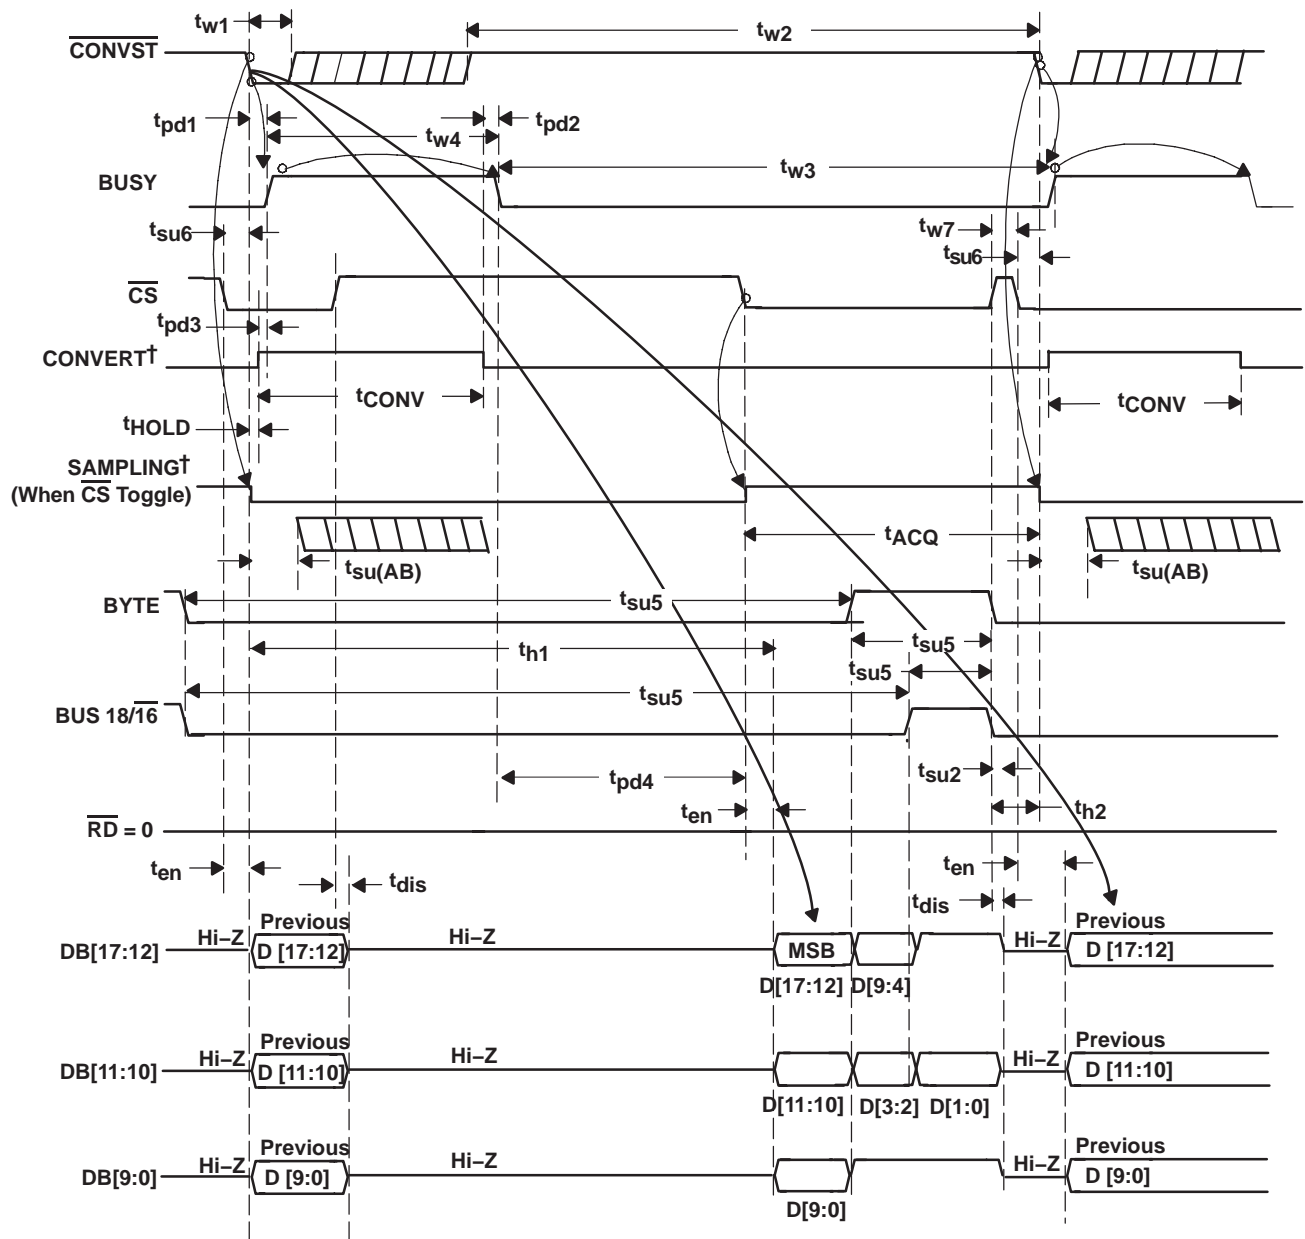 tw1
CONVST
tw2
tpd1
tw4
tpd2
BUSY
tw3
tsu6
tw7
tsu6
CS
tpd3
CONVERT†
tCONV
tCONV
tHOLD
SAMPLING†
(When CS Toggle)
tACQ
tsu(AB)
tsu(AB)
BYTE
tsu5
tsu5
th1
tsu5
tsu5
BUS 18/16
tpd4
tsu2
ten
th2
RD = 0
ten
tdis
ten
tdis
DB[17:12]
Hi–Z
Previous
D [17:12]
Hi–Z
MSB
D[17:12]
D[9:4]
Hi–Z
Previous
D [17:12]
DB[11:10]
Hi–Z
Previous
D [11:10]
Hi–Z
D[11:10]
D[3:2]
D[1:0]
Hi–Z
Previous
D [11:10]
DB[9:0]
Hi–Z
Previous
D [9:0]
Hi–Z
D[9:0]
Hi–Z
Previous
D [9:0]